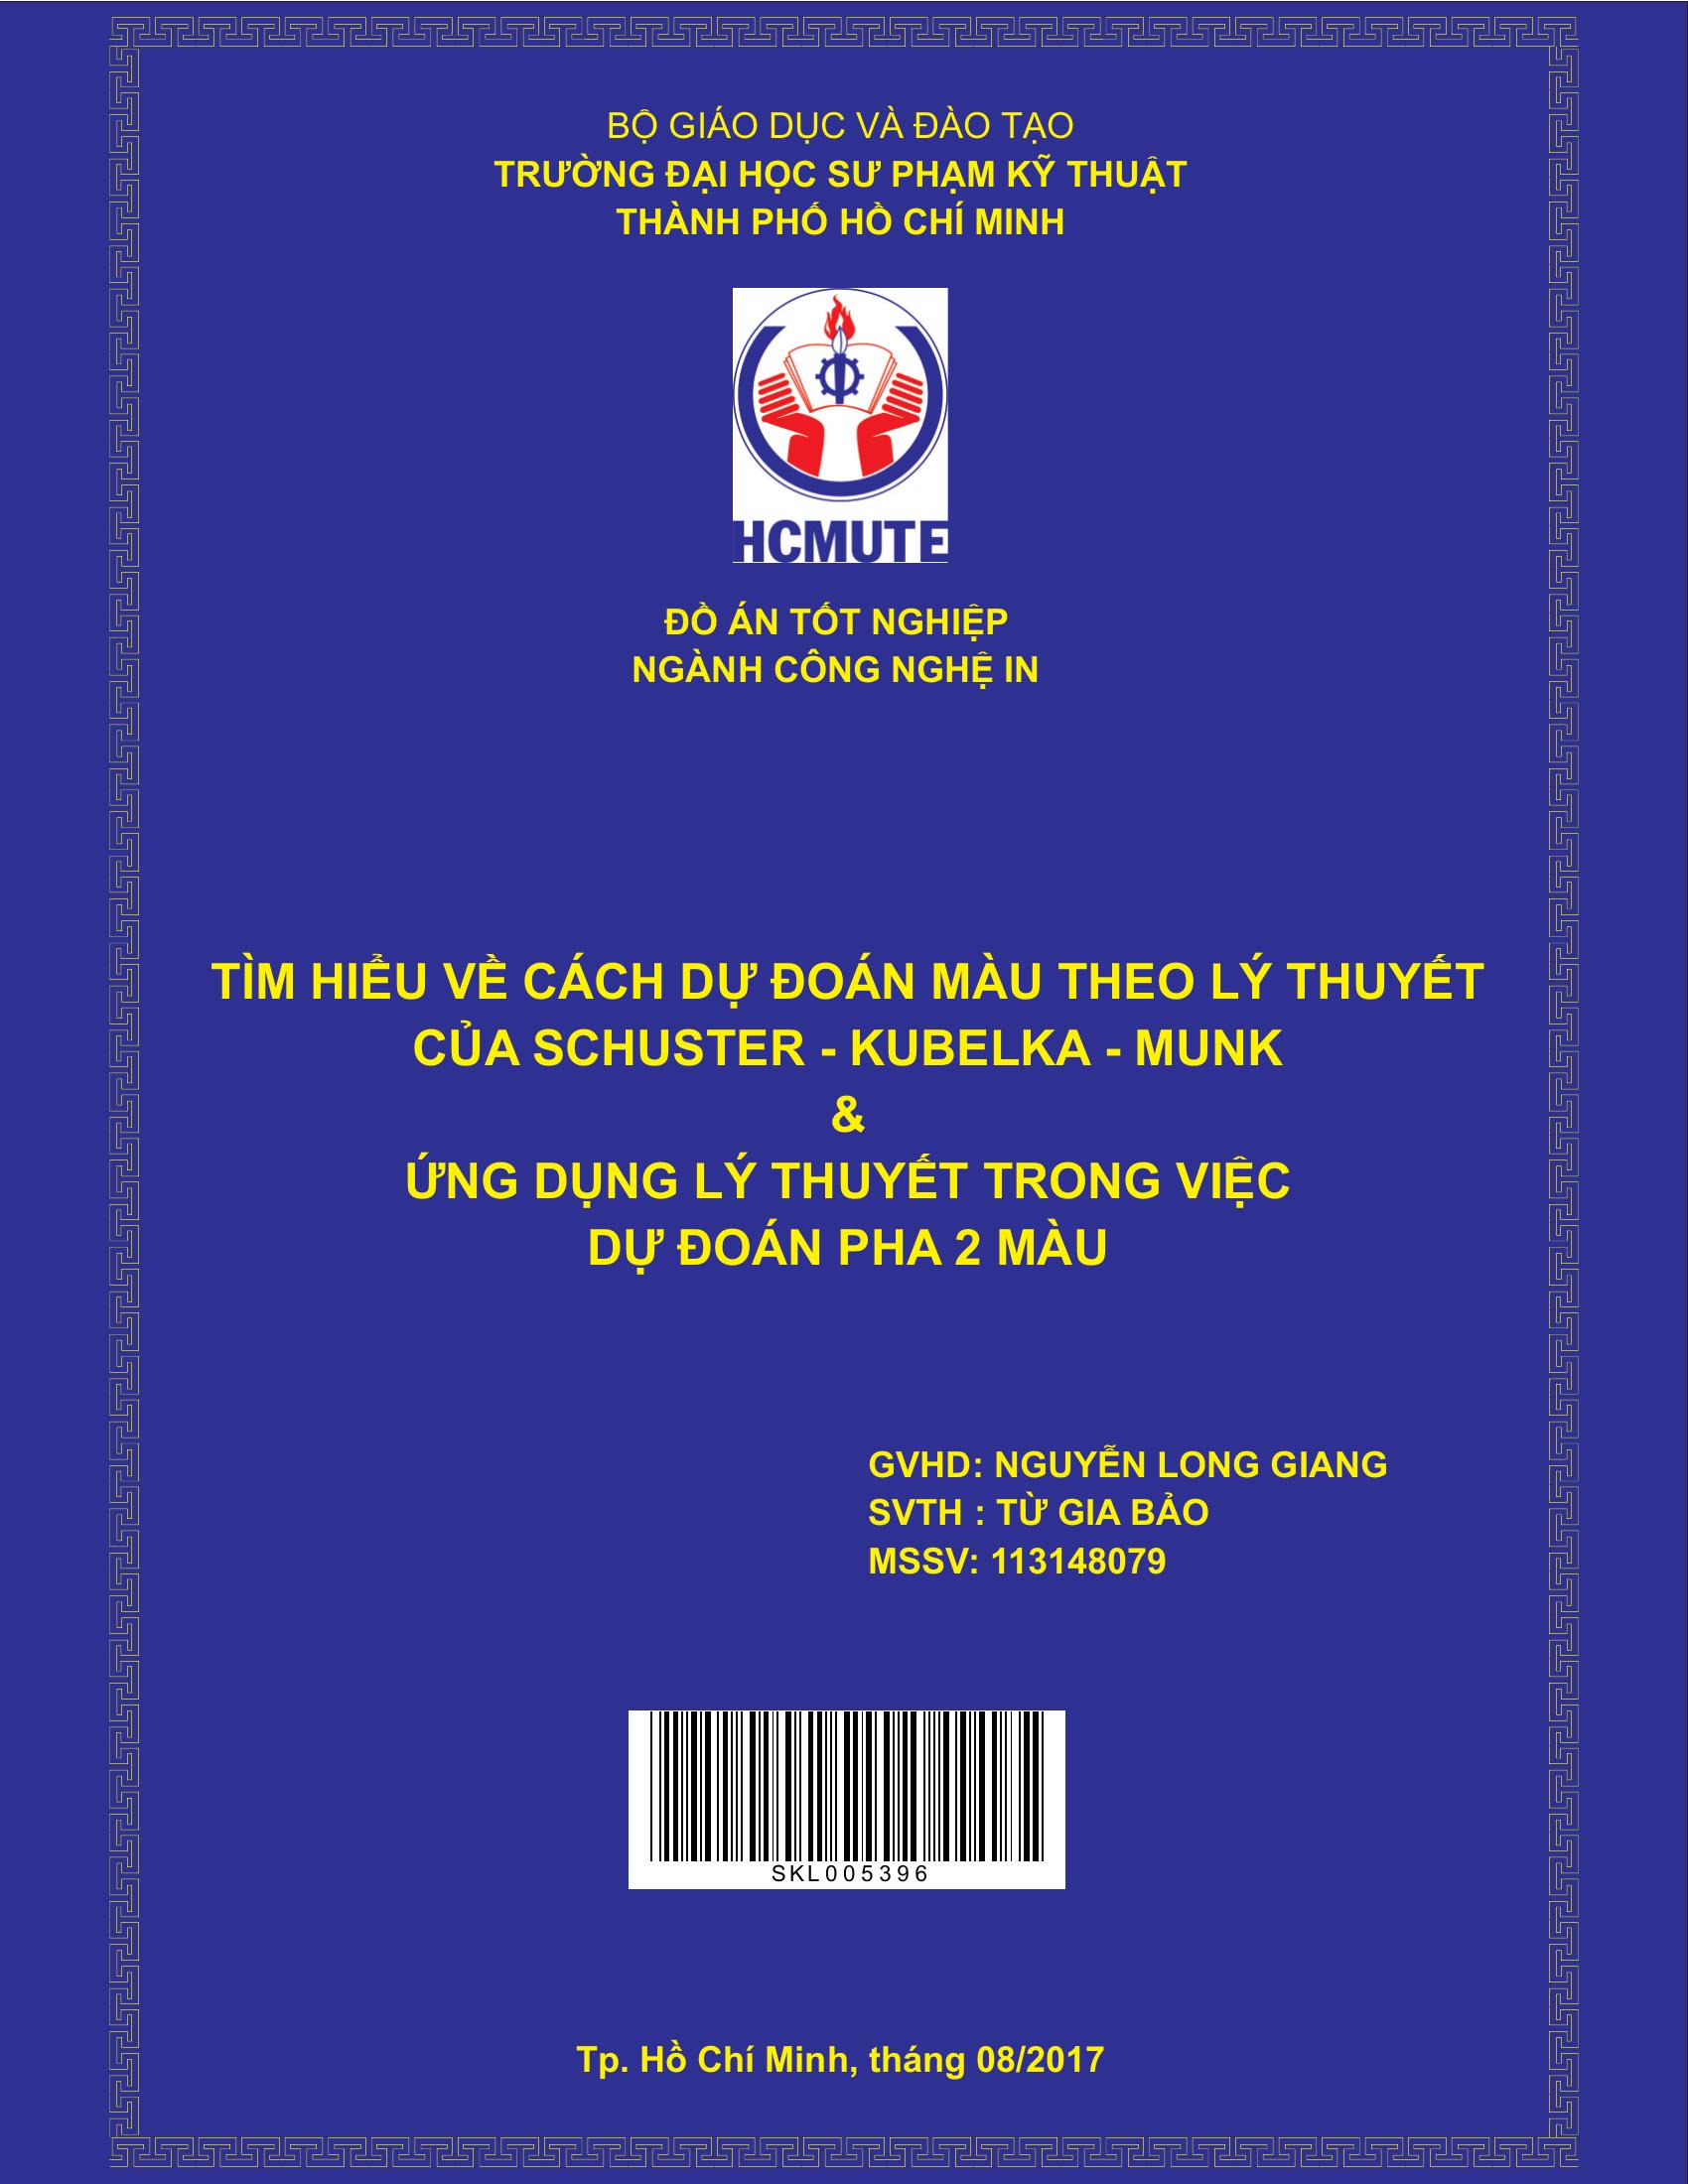 BỘ GIÁO DỤC VÀ ĐÀO TẠO
TRƯỜNG ĐẠI HỌC SƯ PHẠM KỸ THUẬT
THÀNH PHỐ HỒ CHÍ MINH
HCMUTE
ĐỒ ÁN TỐT NGHIỆP
NGÀNH CÔNG NGHỆ IN
TÌM HIỂU VỀ CÁCH DỰ ĐOÁN MÀU THEO LÝ THUYẾT
CỦA SCHUSTER - KUBELKA - MUNK
&
ỨNG DỤNG LÝ THUYẾT TRONG VIỆC
DỰ ĐOÁN PHA 2 MÀU
GVHD: NGUYỄN LONG GIANG
SVTH : TỪ GIA BẢO
MSSV: 113148079
SKL005396
Tp. Hồ Chí Minh, tháng 08/2017